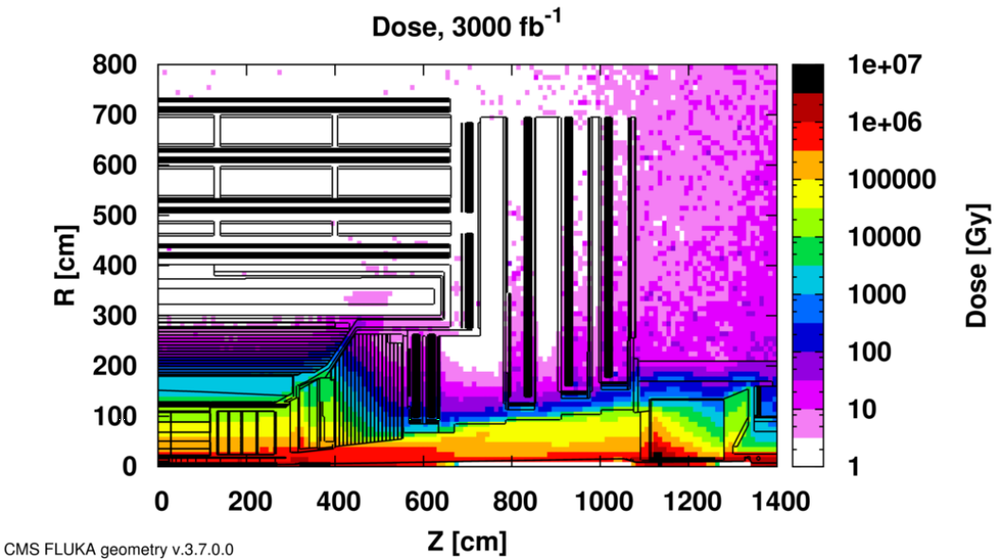 Dose, 3000 fb-1
800
700
600
500
400
300
200
100
0
R [cm]
0 200 400 600 800 1000 1200 1400
Z [cm]
1e+07
1e+06
100000
10000
1000
100
10
1
Dose [Gy]
CMS FLUKA geometry v.3.7.0.0